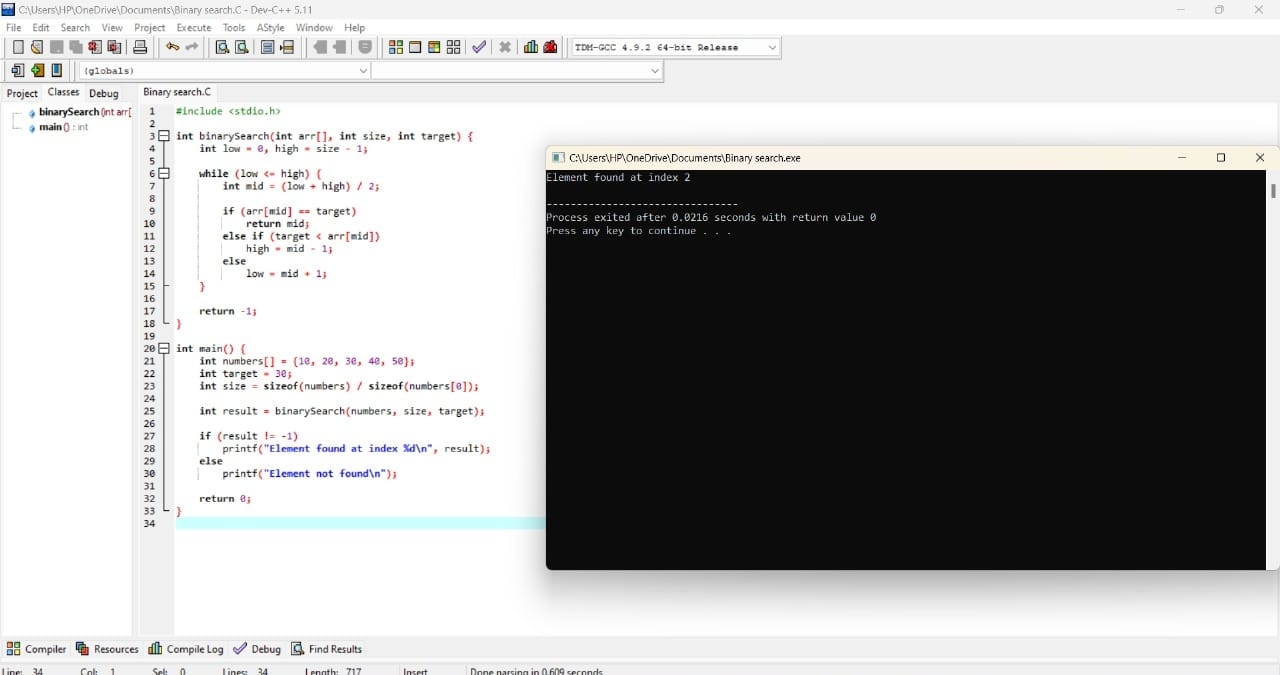 C:\Users\HP\OneDrive\Documents\Binary search.C - Dev-C++ 5.11
File Edit Search View Project Execute Tools AStyle Window Help
TDM-GCC 4.9.2 64-bit Release
(globals)
Project Classes Debug
Binary search.C
binarySearch (int arr[
main () : int
1 #include <stdio.h>
2
3 int binarySearch(int arr[], int size, int target) {
4 int low = 0, high = size - 1;
5
6 while (low <= high) {
7 int mid = (low + high) / 2;
8
9 if (arr[mid] == target)
10 return mid;
11 else if (target < arr[mid])
12 high = mid - 1;
13 else
14 low = mid + 1;
15 }
16
17 return -1;
18 }
19
20 int main() {
21 int numbers[] = {10, 20, 30, 40, 50};
22 int target = 30;
23 int size = sizeof(numbers) / sizeof(numbers[0]);
24
25 int result = binarySearch(numbers, size, target);
26
27 if (result != -1)
28 printf("Element found at index %d\n", result);
29 else
30 printf("Element not found\n");
31
32 return 0;
33 }
34
C:\Users\HP\OneDrive\Documents\Binary search.exe
Element found at index 2
--------------------------------
Process exited after 0.0216 seconds with return value 0
Press any key to continue . . .
Compiler Resources Compile Log Debug Find Results
Line: 34 Col: 1 Sel: 0 Lines: 34 Length: 717 Insert Done parsing in 0.609 seconds